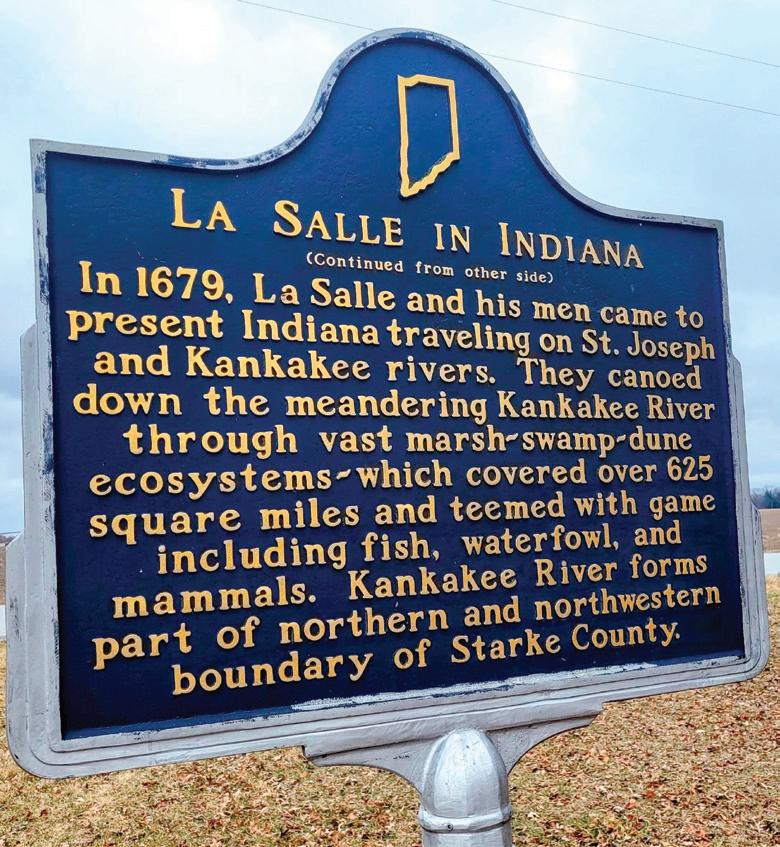 La Salle in Indiana
(Continued from other side)
In 1679, La Salle and his men came to
present Indiana traveling on St. Joseph
and Kankakee rivers. They canoed
down the meandering Kankakee River
through vast marsh-swamp-dune
ecosystems-which covered over 625
square miles and teemed with game
including fish, waterfowl, and
mammals. Kankakee River forms
part of northern and northwestern
boundary of Starke County.